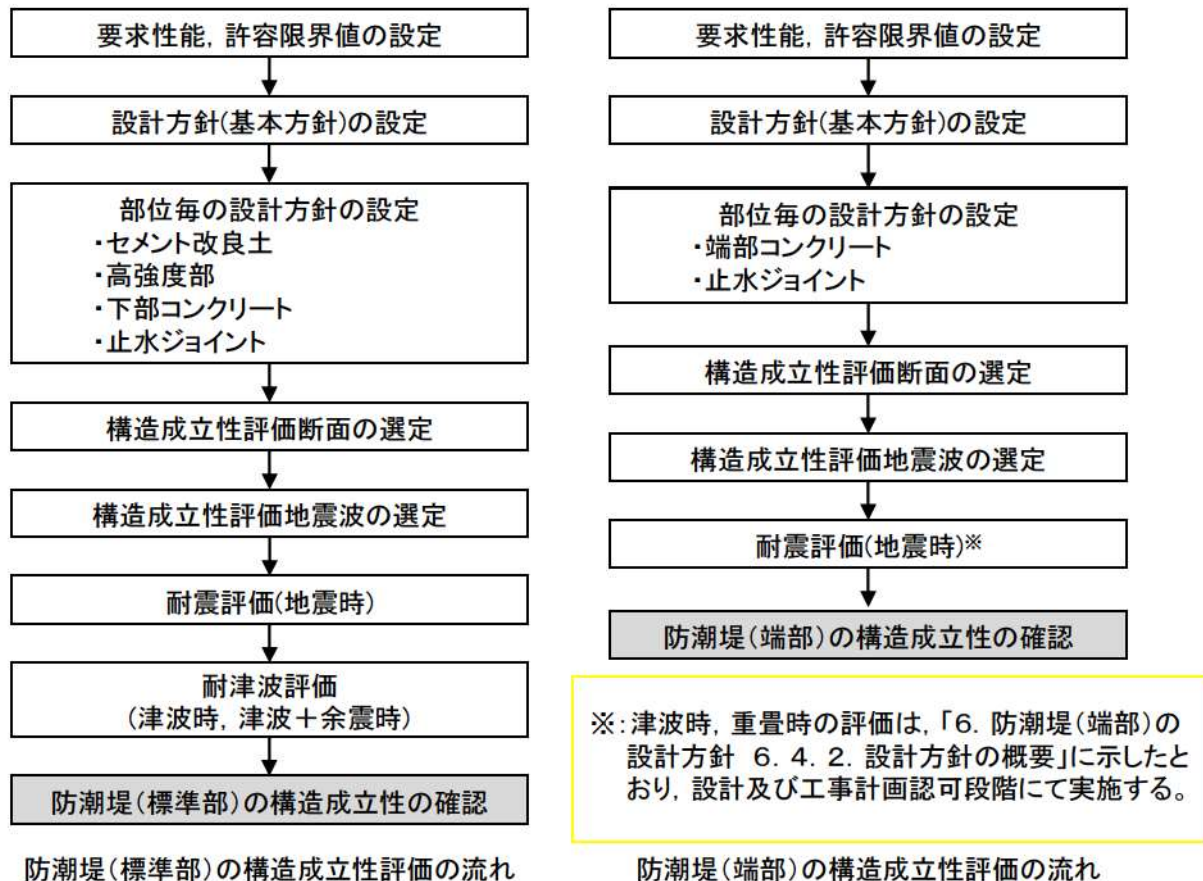 要求性能，許容限界値の設定
設計方針(基本方針)の設定
部位毎の設計方針の設定
・セメント改良土
・高強度部
・下部コンクリート
・止水ジョイント
構造成立性評価断面の選定
構造成立性評価地震波の選定
耐震評価(地震時)
耐津波評価
(津波時，津波＋余震時)
防潮堤(標準部)の構造成立性の確認
防潮堤(標準部)の構造成立性評価の流れ
要求性能，許容限界値の設定
設計方針(基本方針)の設定
部位毎の設計方針の設定
・端部コンクリート
・止水ジョイント
構造成立性評価断面の選定
構造成立性評価地震波の選定
耐震評価(地震時)※
防潮堤(端部)の構造成立性の確認
※：津波時，重畳時の評価は，「6．防潮堤(端部)の
設計方針 6．4．2．設計方針の概要」に示したと
おり，設計及び工事計画認可段階にて実施する。
防潮堤(端部)の構造成立性評価の流れ